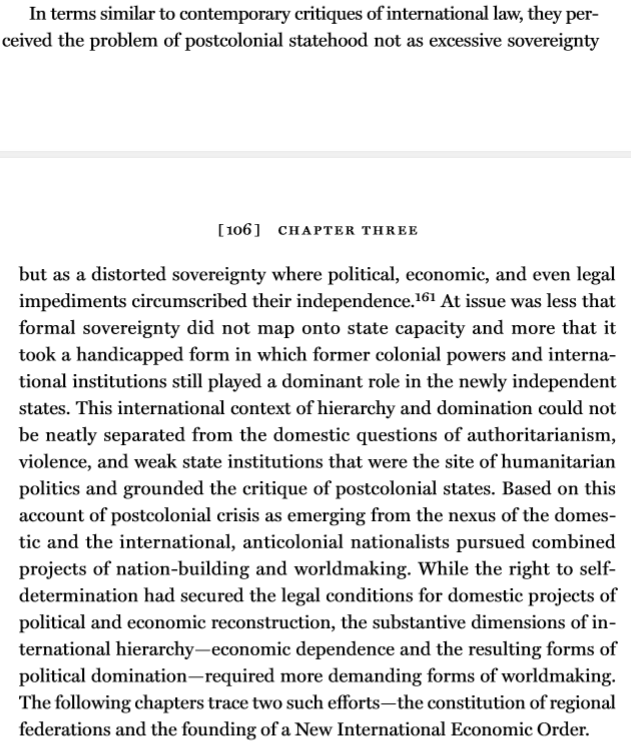 In terms similar to contemporary critiques of international law, they per-
ceived the problem of postcolonial statehood not as excessive sovereignty
[106] CHAPTER THREE
but as a distorted sovereignty where political, economic, and even legal
impediments circumscribed their independence.¹⁶¹ At issue was less that
formal sovereignty did not map onto state capacity and more that it
took a handicapped form in which former colonial powers and interna-
tional institutions still played a dominant role in the newly independent
states. This international context of hierarchy and domination could not
be neatly separated from the domestic questions of authoritarianism,
violence, and weak state institutions that were the site of humanitarian
politics and grounded the critique of postcolonial states. Based on this
account of postcolonial crisis as emerging from the nexus of the domes-
tic and the international, anticolonial nationalists pursued combined
projects of nation-building and worldmaking. While the right to self-
determination had secured the legal conditions for domestic projects of
political and economic reconstruction, the substantive dimensions of in-
ternational hierarchy—economic dependence and the resulting forms of
political domination—required more demanding forms of worldmaking.
The following chapters trace two such efforts—the constitution of regional
federations and the founding of a New International Economic Order.